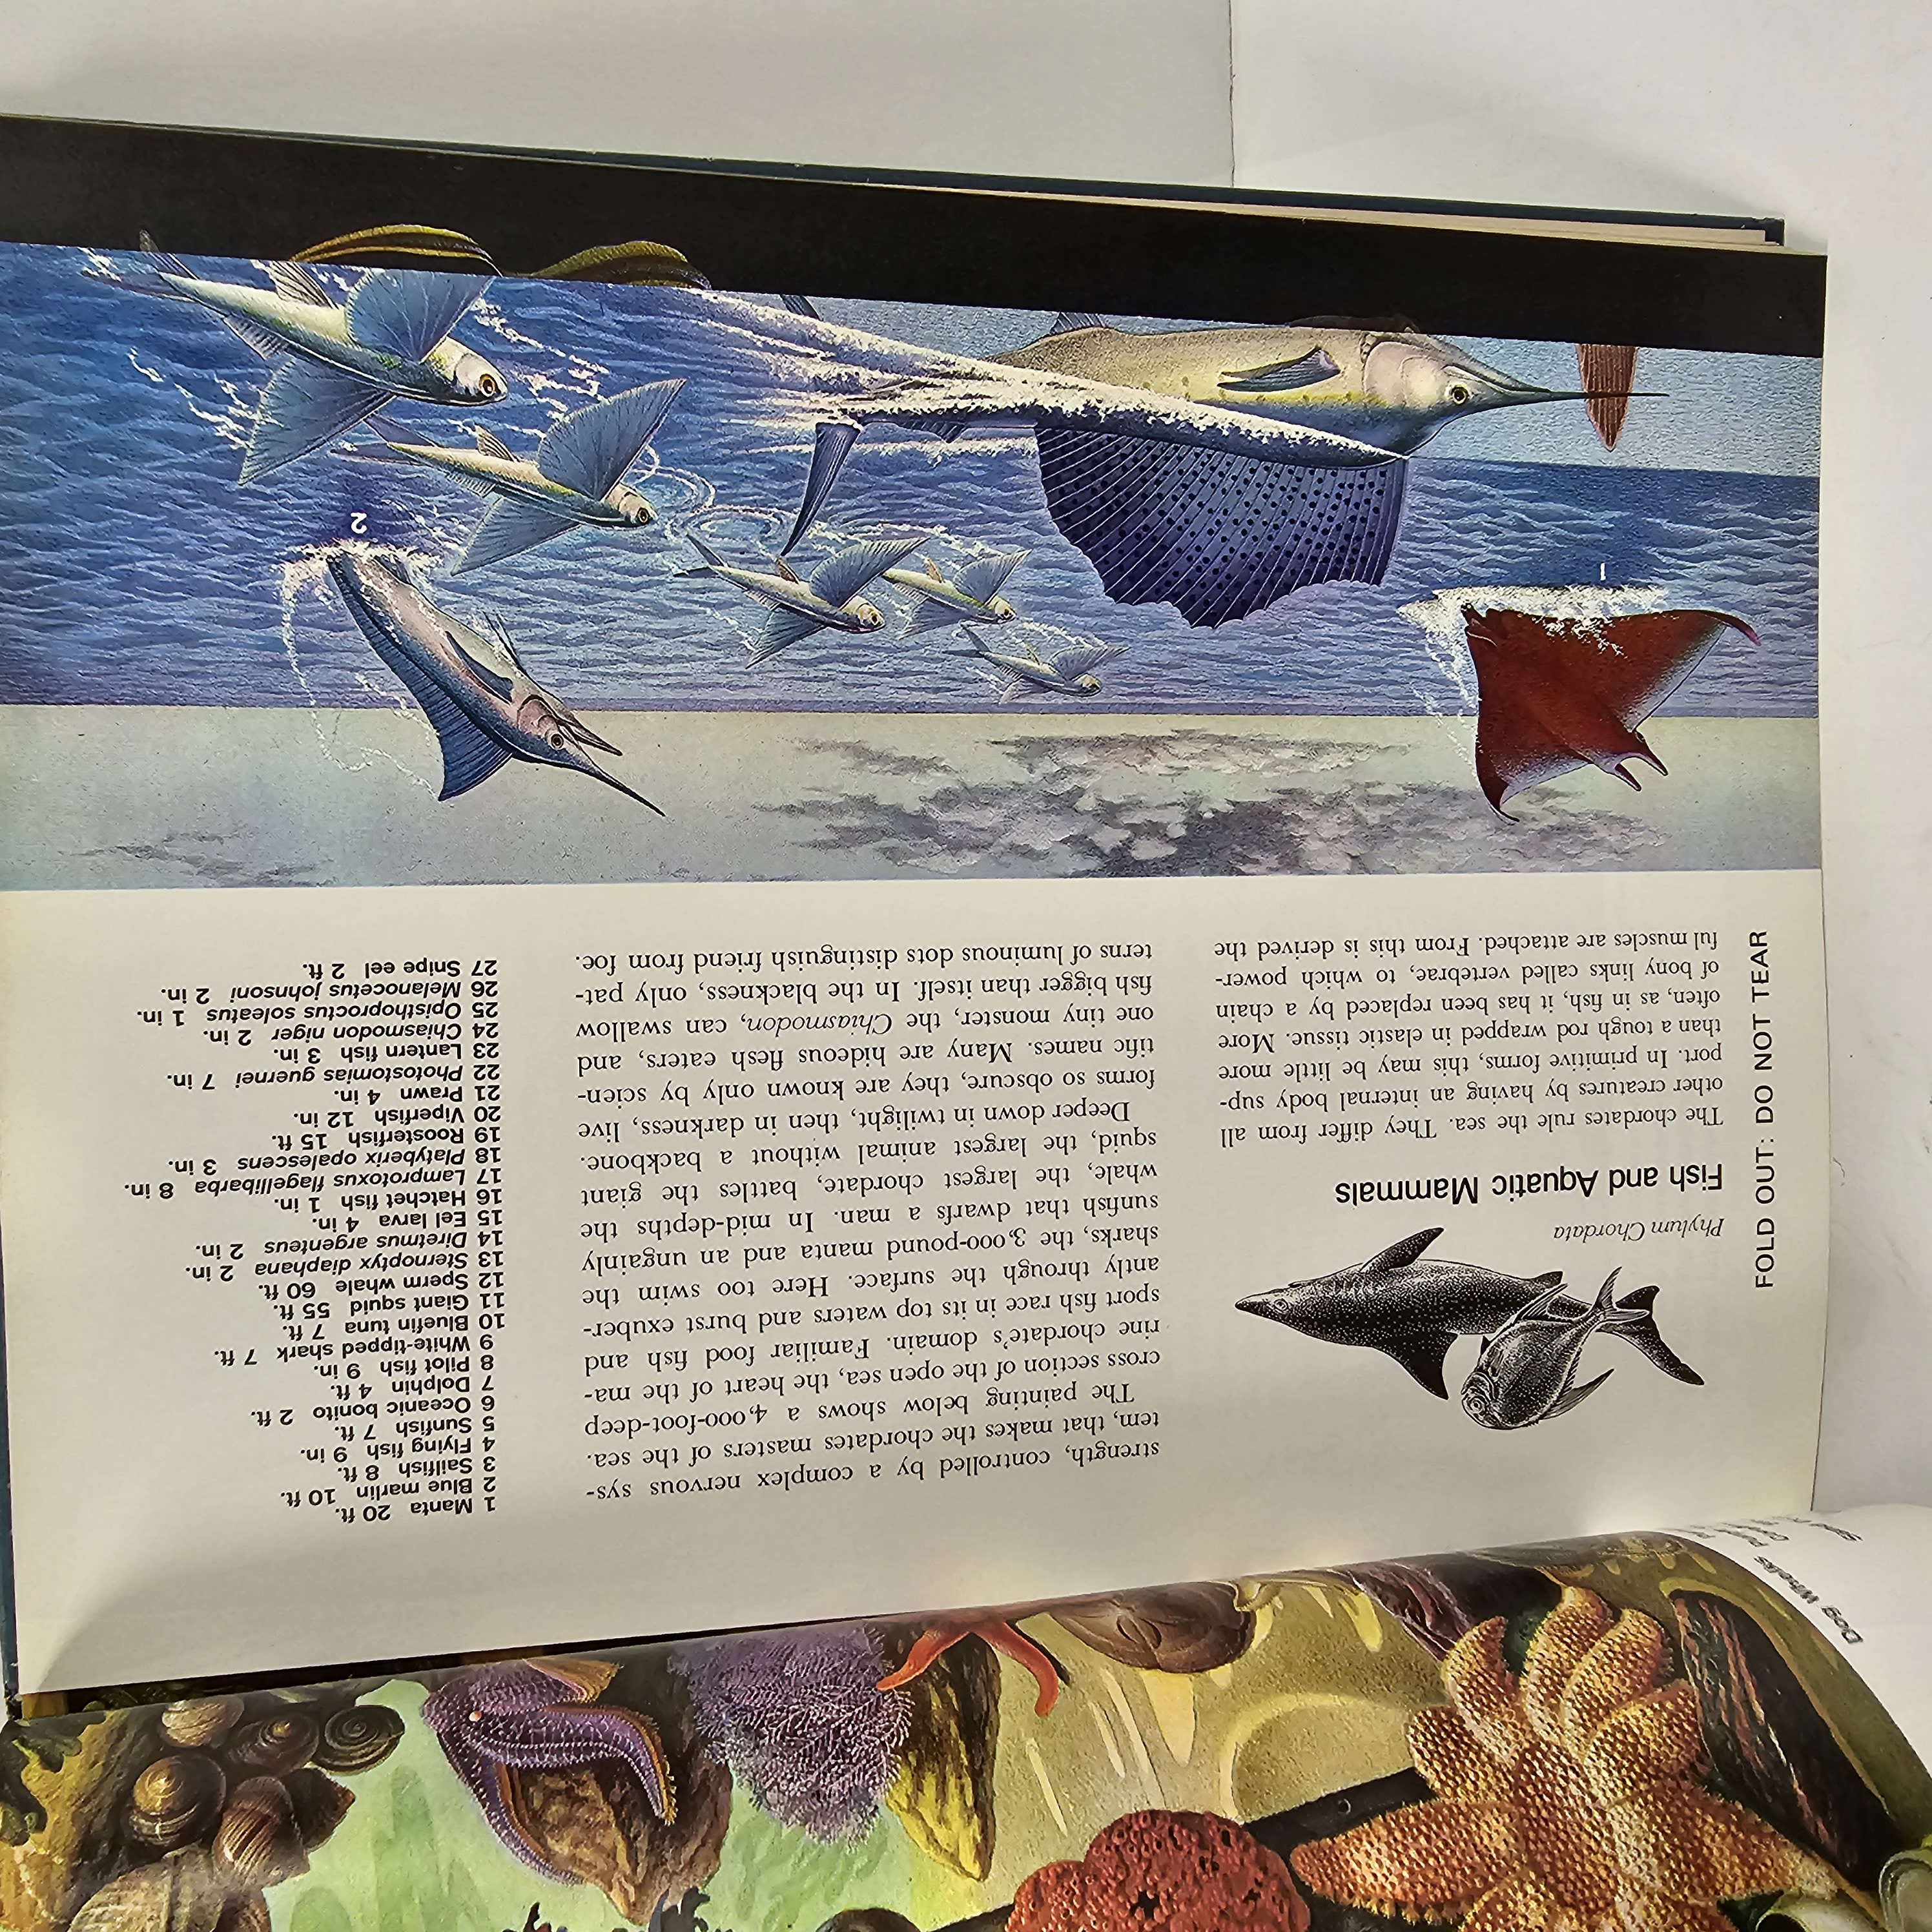 FOLD OUT: DO NOT TEAR
Phylum Chordata
Fish and Aquatic Mammals
The chordates rule the sea. They differ from all
other creatures by having an internal body sup-
port. In primitive forms, this may be little more
than a tough rod wrapped in elastic tissue. More
often, as in fish, it has been replaced by a chain
of bony links called vertebrae, to which power-
ful muscles are attached. From this is derived the
strength, controlled by a complex nervous sys-
tem, that makes the chordates masters of the sea.
The painting below shows a 4,000-foot-deep
cross section of the open sea, the heart of the ma-
rine chordate's domain. Familiar food fish and
sport fish race in its top waters and burst exuber-
antly through the surface. Here too swim the
sharks, the 3,000-pound manta and an ungainly
sunfish that dwarfs a man. In mid-depths the
whale, the largest chordate, battles the giant
squid, the largest animal without a backbone.
Deeper down in twilight, then in darkness, live
forms so obscure, they are known only by scien-
tific names. Many are hideous flesh eaters, and
one tiny monster, the Chiasmodon, can swallow
fish bigger than itself. In the blackness, only pat-
terns of luminous dots distinguish friend from foe.
1 Manta 20 ft.
2 Blue marlin 10 ft.
3 Sailfish 8 ft.
4 Flying fish 9 in.
5 Sunfish 7 ft.
6 Oceanic bonito 2 ft.
7 Dolphin 4 ft.
8 Pilot fish 9 in.
9 White-tipped shark 7 ft.
10 Bluefin tuna 7 ft.
11 Giant squid 55 ft.
12 Sperm whale 60 ft.
13 Sternoptyx diaphana 2 in.
14 Diretmus argenteus 2 in.
15 Eel larva 4 in.
16 Hatchet fish 1 in.
17 Lamprotoxus flagellibarba 8 in.
18 Platyberix opalescens 3 in.
19 Roosterfish 15 ft.
20 Viperfish 12 in.
21 Prawn 4 in.
22 Photostomias guernei 7 in.
23 Lantern fish 3 in.
24 Chiasmodon niger 2 in.
25 Opisthoproctus soleatus 1 in.
26 Melanocetus johnsoni 2 in.
27 Snipe eel 2 ft.
1
2
Dog Whelks